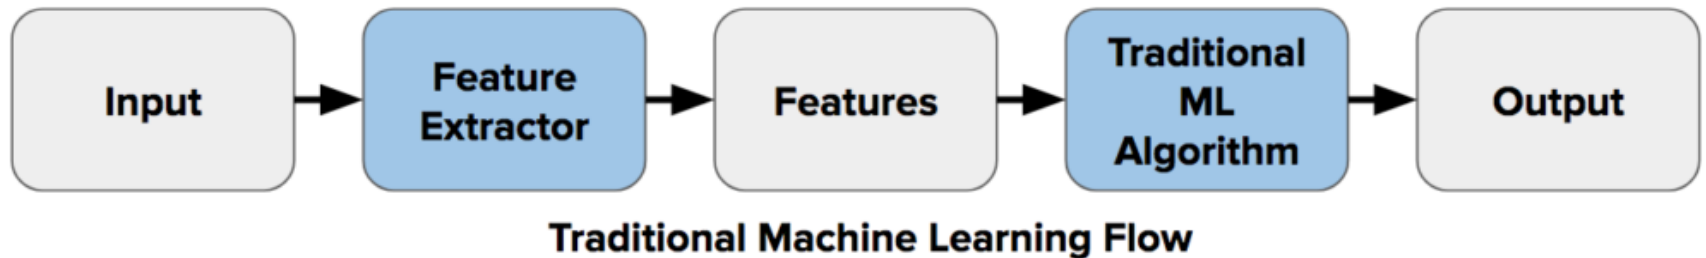 Input
Feature
Extractor
Features
Traditional
ML
Algorithm
Output
Traditional Machine Learning Flow